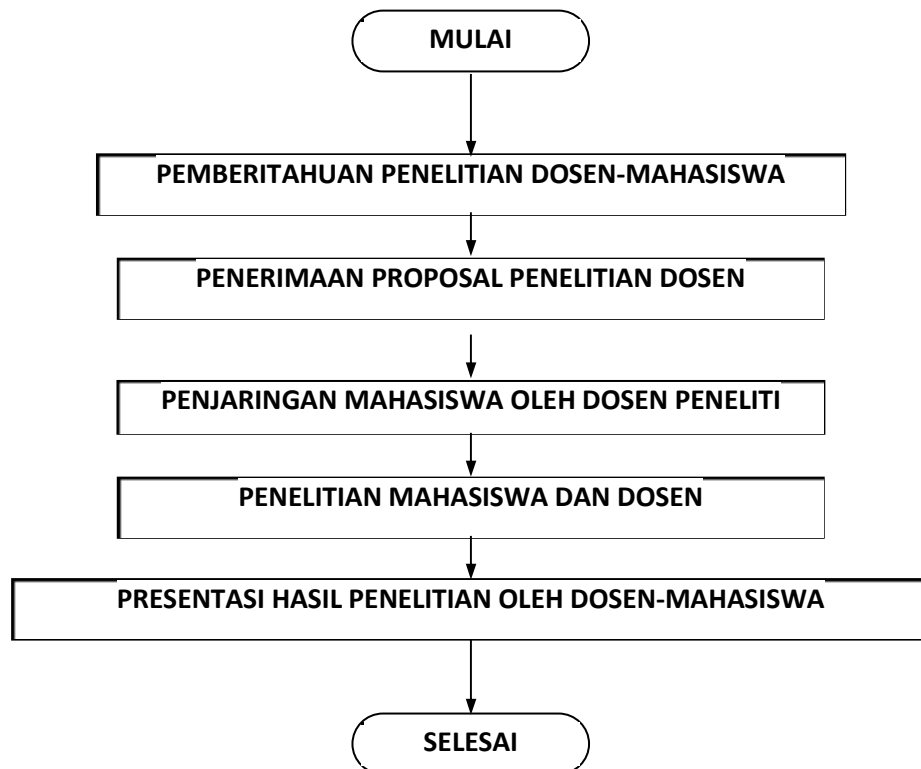 MULAI
PEMBERITAHUAN PENELITIAN DOSEN-MAHASISWA
PENERIMAAN PROPOSAL PENELITIAN DOSEN
PENJARINGAN MAHASISWA OLEH DOSEN PENELITI
PENELITIAN MAHASISWA DAN DOSEN
PRESENTASI HASIL PENELITIAN OLEH DOSEN-MAHASISWA
SELESAI